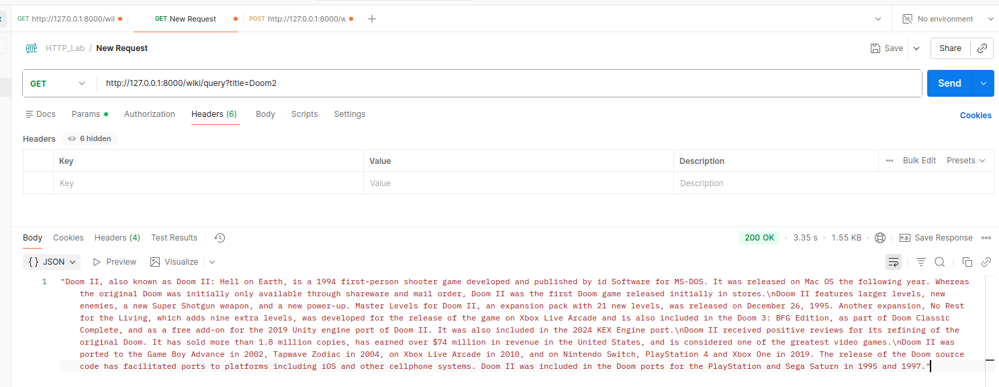 GET http://127.0.0.1:8000/wil
GET New Request
POST http://127.0.0.1:8000/w
No environment
HTTP HTTP_Lab / New Request
Save
Share
GET
http://127.0.0.1:8000/wiki/query?title=Doom2
Send
Docs
Params
Authorization
Headers (6)
Body
Scripts
Settings
Cookies
Headers
6 hidden
Key
Value
Description
Bulk Edit
Presets
Key
Value
Description
Body
Cookies
Headers (4)
Test Results
200 OK
3.35 s
1.55 KB
e.g.
Save Response
{} JSON
Preview
Visualize
1
"Doom II, also known as Doom II: Hell on Earth, is a 1994 first-person shooter game developed and published by id Software for MS-DOS. It was released on Mac OS the following year. Whereas
the original Doom was initially only available through shareware and mail order, Doom II was the first Doom game released initially in stores.\nDoom II features larger levels, new
enemies, a new Super Shotgun weapon, and a new power-up. Master Levels for Doom II, an expansion pack with 21 new levels, was released on December 26, 1995. Another expansion, No Rest
for the Living, which adds nine extra levels, was developed for the release of the game on Xbox Live Arcade and is also included in the Doom 3: BFG Edition, as part of Doom Classic
Complete, and as a free add-on for the 2019 Unity engine port of Doom II. It was also included in the 2024 KEX Engine port.\nDoom II received positive reviews for its refining of the
original Doom. It has sold more than 1.8 million copies, has earned over $74 million in revenue in the United States, and is considered one of the greatest video games.\nDoom II was
ported to the Game Boy Advance in 2002, Tapwave Zodiac in 2004, on Xbox Live Arcade in 2010, and on Nintendo Switch, PlayStation 4 and Xbox One in 2019. The release of the Doom source
code has facilitated ports to platforms including iOS and other cellphone systems. Doom II was included in the Doom ports for the PlayStation and Sega Saturn in 1995 and 1997."